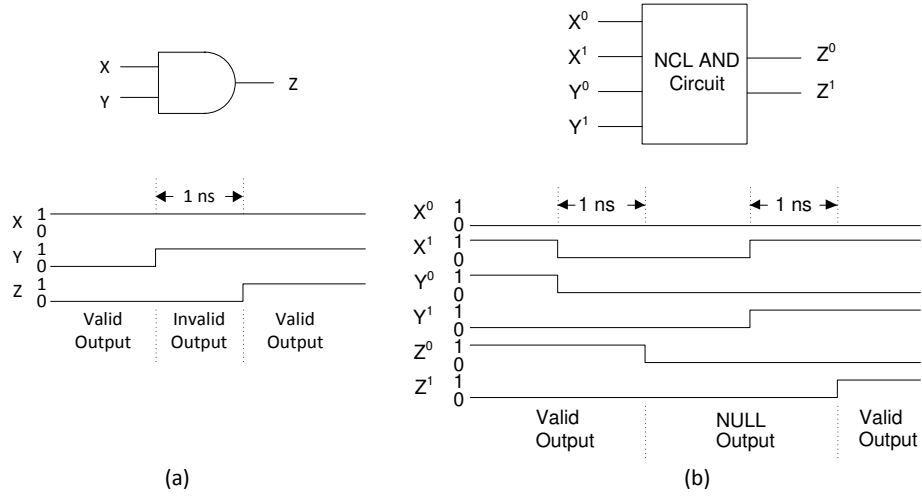 X
Y
Z
1 ns
X 1
0
Y 1
0
Z 1
0
Valid Output
Invalid Output
Valid Output
(a)
X⁰
X¹
Y⁰
Y¹
NCL AND
Circuit
Z⁰
Z¹
1 ns
1 ns
X⁰ 1
0
X¹ 1
0
Y⁰ 1
0
Y¹ 1
0
Z⁰ 1
0
Z¹ 1
0
Valid Output
NULL Output
Valid Output
(b)